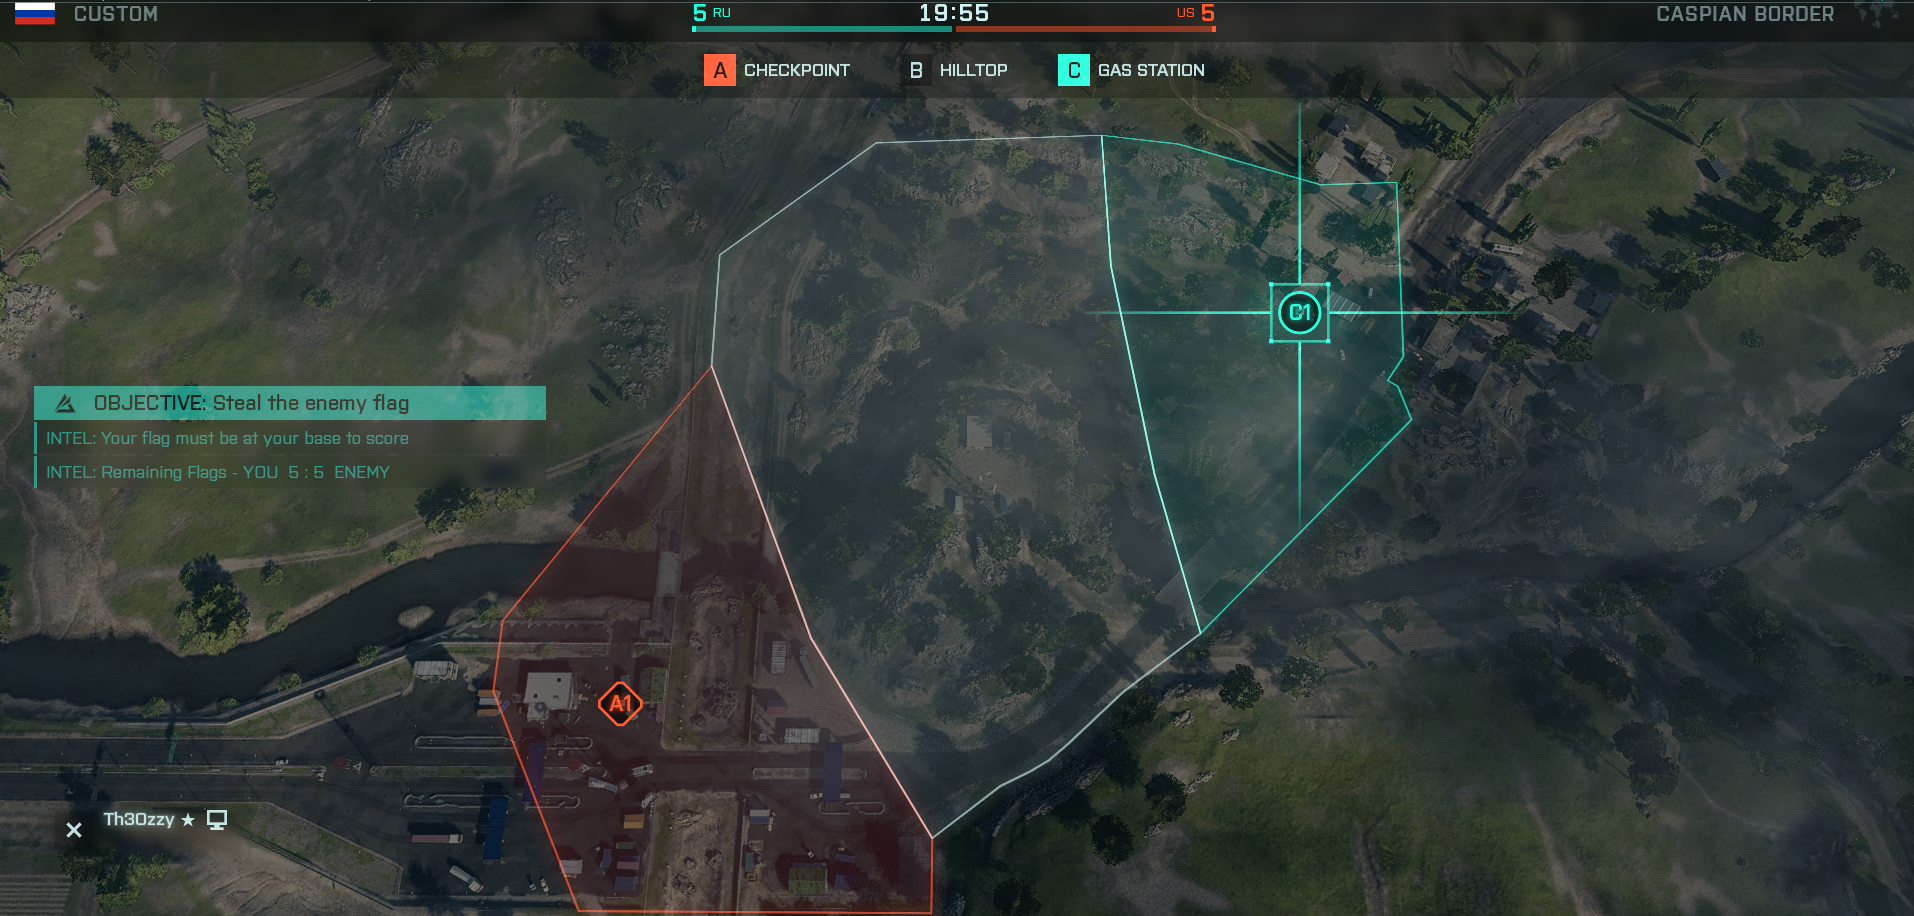 CUSTOM
5 RU 19:55 US 5
CASPIAN BORDER
A CHECKPOINT B HILLTOP C GAS STATION
C1
OBJECTIVE: Steal the enemy flag
INTEL: Your flag must be at your base to score
INTEL: Remaining Flags - YOU 5 : 5 ENEMY
A1
Th3Ozzy